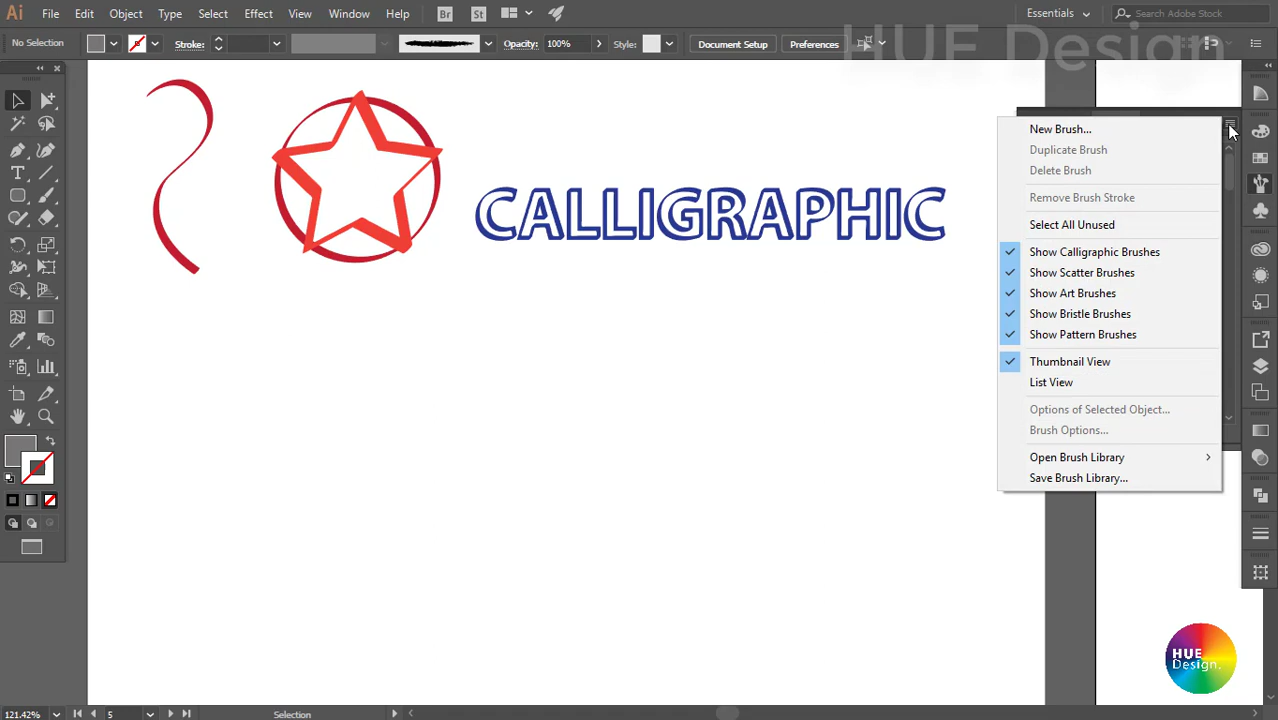 Ai File Edit Object Type Select Effect View Window Help Br St Essentials Search Adobe Stock
No Selection Stroke: Opacity: 100% Style: Document Setup Preferences
HUE Design
CALLIGRAPHIC
New Brush...
Duplicate Brush
Delete Brush
Remove Brush Stroke
Select All Unused
Show Calligraphic Brushes
Show Scatter Brushes
Show Art Brushes
Show Bristle Brushes
Show Pattern Brushes
Thumbnail View
List View
Options of Selected Object...
Brush Options...
Open Brush Library
Save Brush Library...
HUE
Design.
121.42% 5 Selection